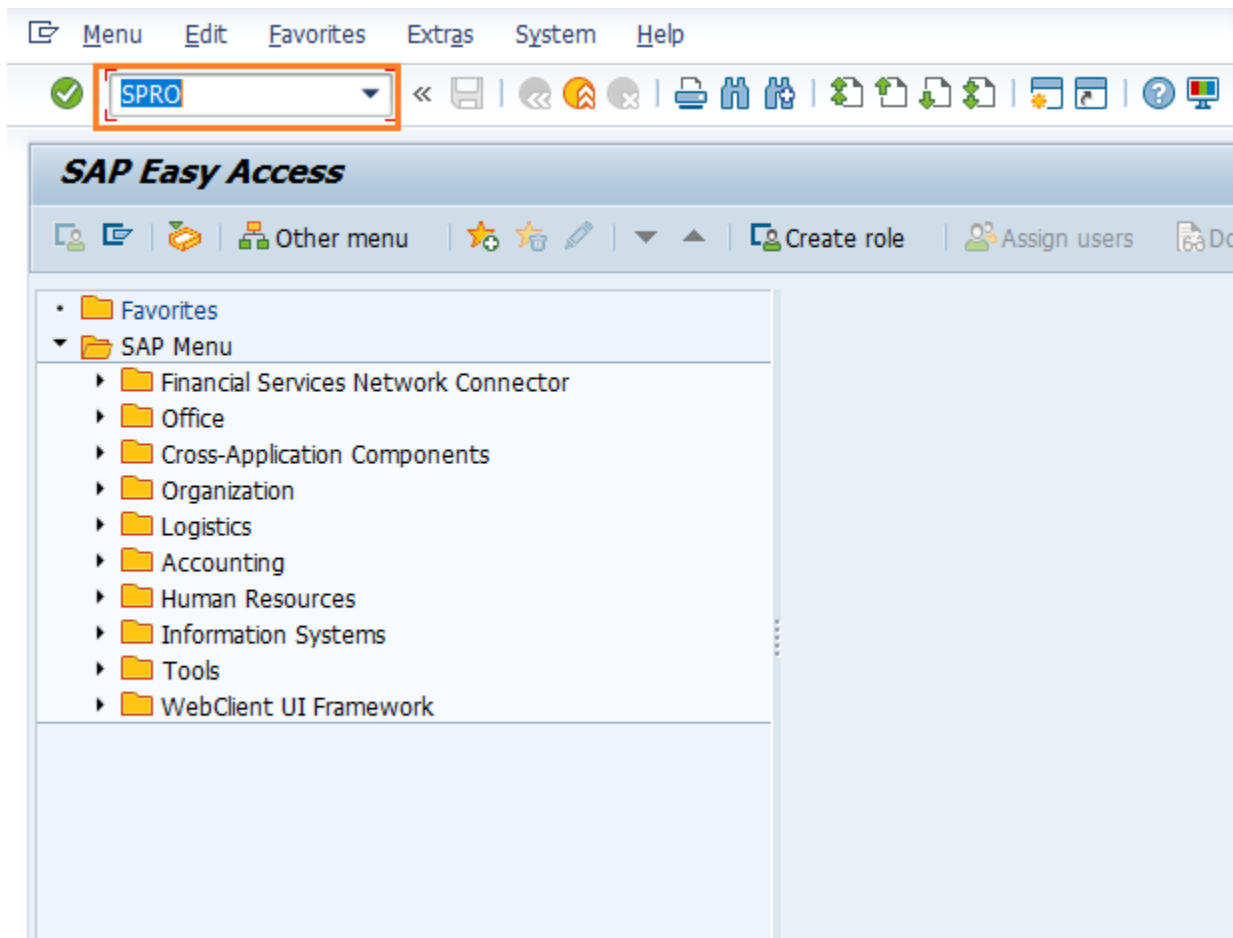 Menu Edit Favorites Extras System Help
SPRO
SAP Easy Access
Other menu Create role Assign users Do
Favorites
SAP Menu
Financial Services Network Connector
Office
Cross-Application Components
Organization
Logistics
Accounting
Human Resources
Information Systems
Tools
WebClient UI Framework